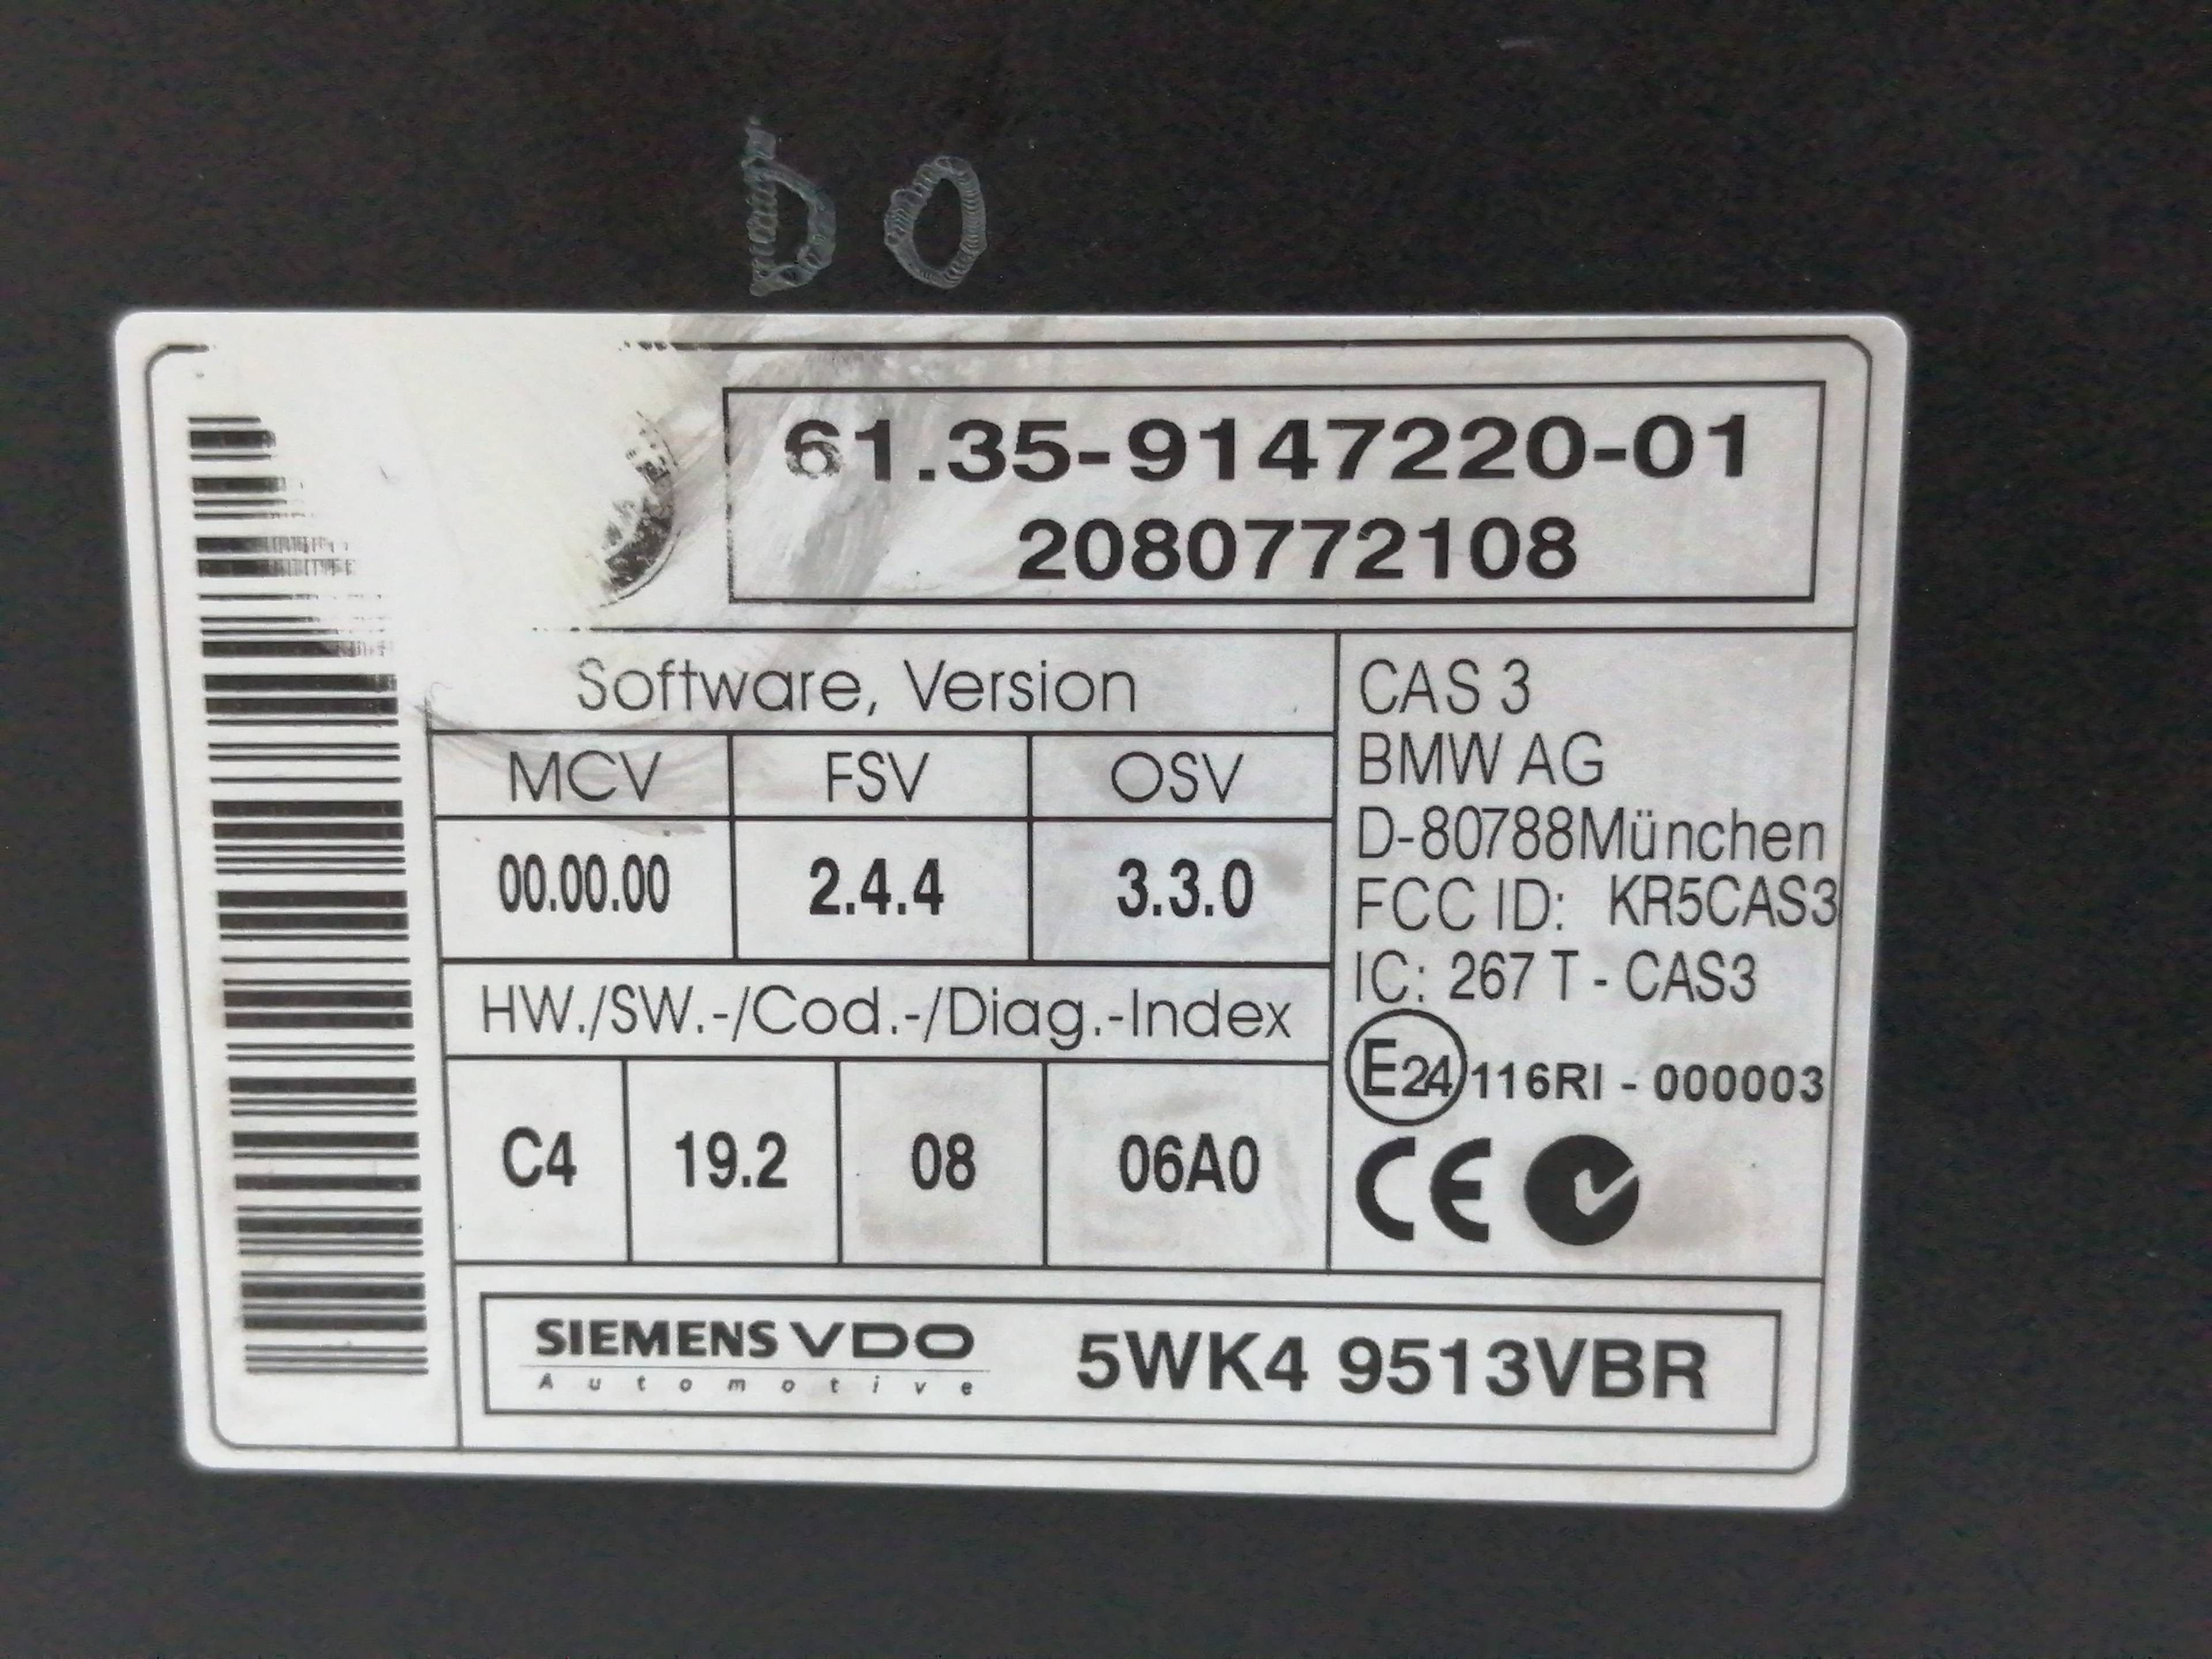 DO
61.35-9147220-01
2080772108
Software, Version
MCV FSV OSV
00.00.00 2.4.4 3.3.0
HW./SW.-/Cod.-/Diag.-Index
C4 19.2 08 06A0
CAS 3
BMW AG
D-80788München
FCC ID: KR5CAS3
IC: 267 T - CAS3
E24 116RI - 000003
CE
SIEMENS VDO
Automotive
5WK4 9513VBR